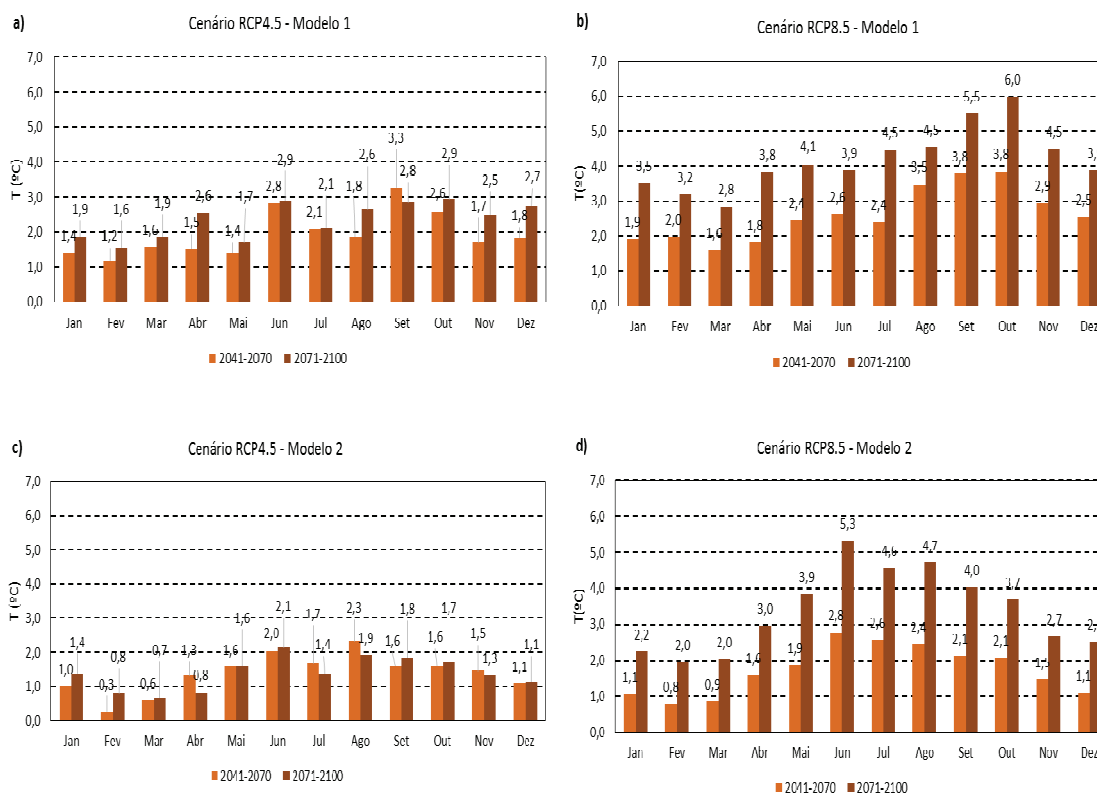 a)
Cenário RCP4.5 - Modelo 1
T (ºC)
7,0
6,0
5,0
4,0
3,0
2,0
1,0
0,0
1,4 1,9 1,2 1,6 1,6 1,9 1,5 2,6 1,4 1,7 2,8 2,9 2,1 2,1 1,8 2,6 3,3 2,8 2,6 2,9 1,7 2,5 1,8 2,7
Jan Fev Mar Abr Mai Jun Jul Ago Set Out Nov Dez
2041-2070 2071-2100
b)
Cenário RCP8.5 - Modelo 1
T(ºC)
7,0
6,0
5,0
4,0
3,0
2,0
1,0
0,0
1,9 3,5 2,0 3,2 1,6 2,8 1,8 3,8 2,4 4,1 2,6 3,9 2,4 4,5 3,5 4,5 3,8 5,5 3,8 6,0 2,9 4,5 2,5
Jan Fev Mar Abr Mai Jun Jul Ago Set Out Nov Dez
2041-2070 2071-2100
c)
Cenário RCP4.5 - Modelo 2
T (ºC)
7,0
6,0
5,0
4,0
3,0
2,0
1,0
0,0
1,0 1,4 0,3 0,8 0,6 0,7 1,3 0,8 1,6 1,6 2,0 2,1 1,7 1,4 2,3 1,9 1,6 1,8 1,6 1,7 1,5 1,3 1,1 1,1
Jan Fev Mar Abr Mai Jun Jul Ago Set Out Nov Dez
2041-2070 2071-2100
d)
Cenário RCP8.5 - Modelo 2
T(ºC)
7,0
6,0
5,0
4,0
3,0
2,0
1,0
0,0
1,1 2,2 0,8 2,0 0,9 2,0 1,6 3,0 1,9 3,9 2,8 5,3 2,6 4,6 2,4 4,7 2,1 4,0 2,1 3,7 1,5 2,7 1,1
Jan Fev Mar Abr Mai Jun Jul Ago Set Out Nov Dez
2041-2070 2071-2100